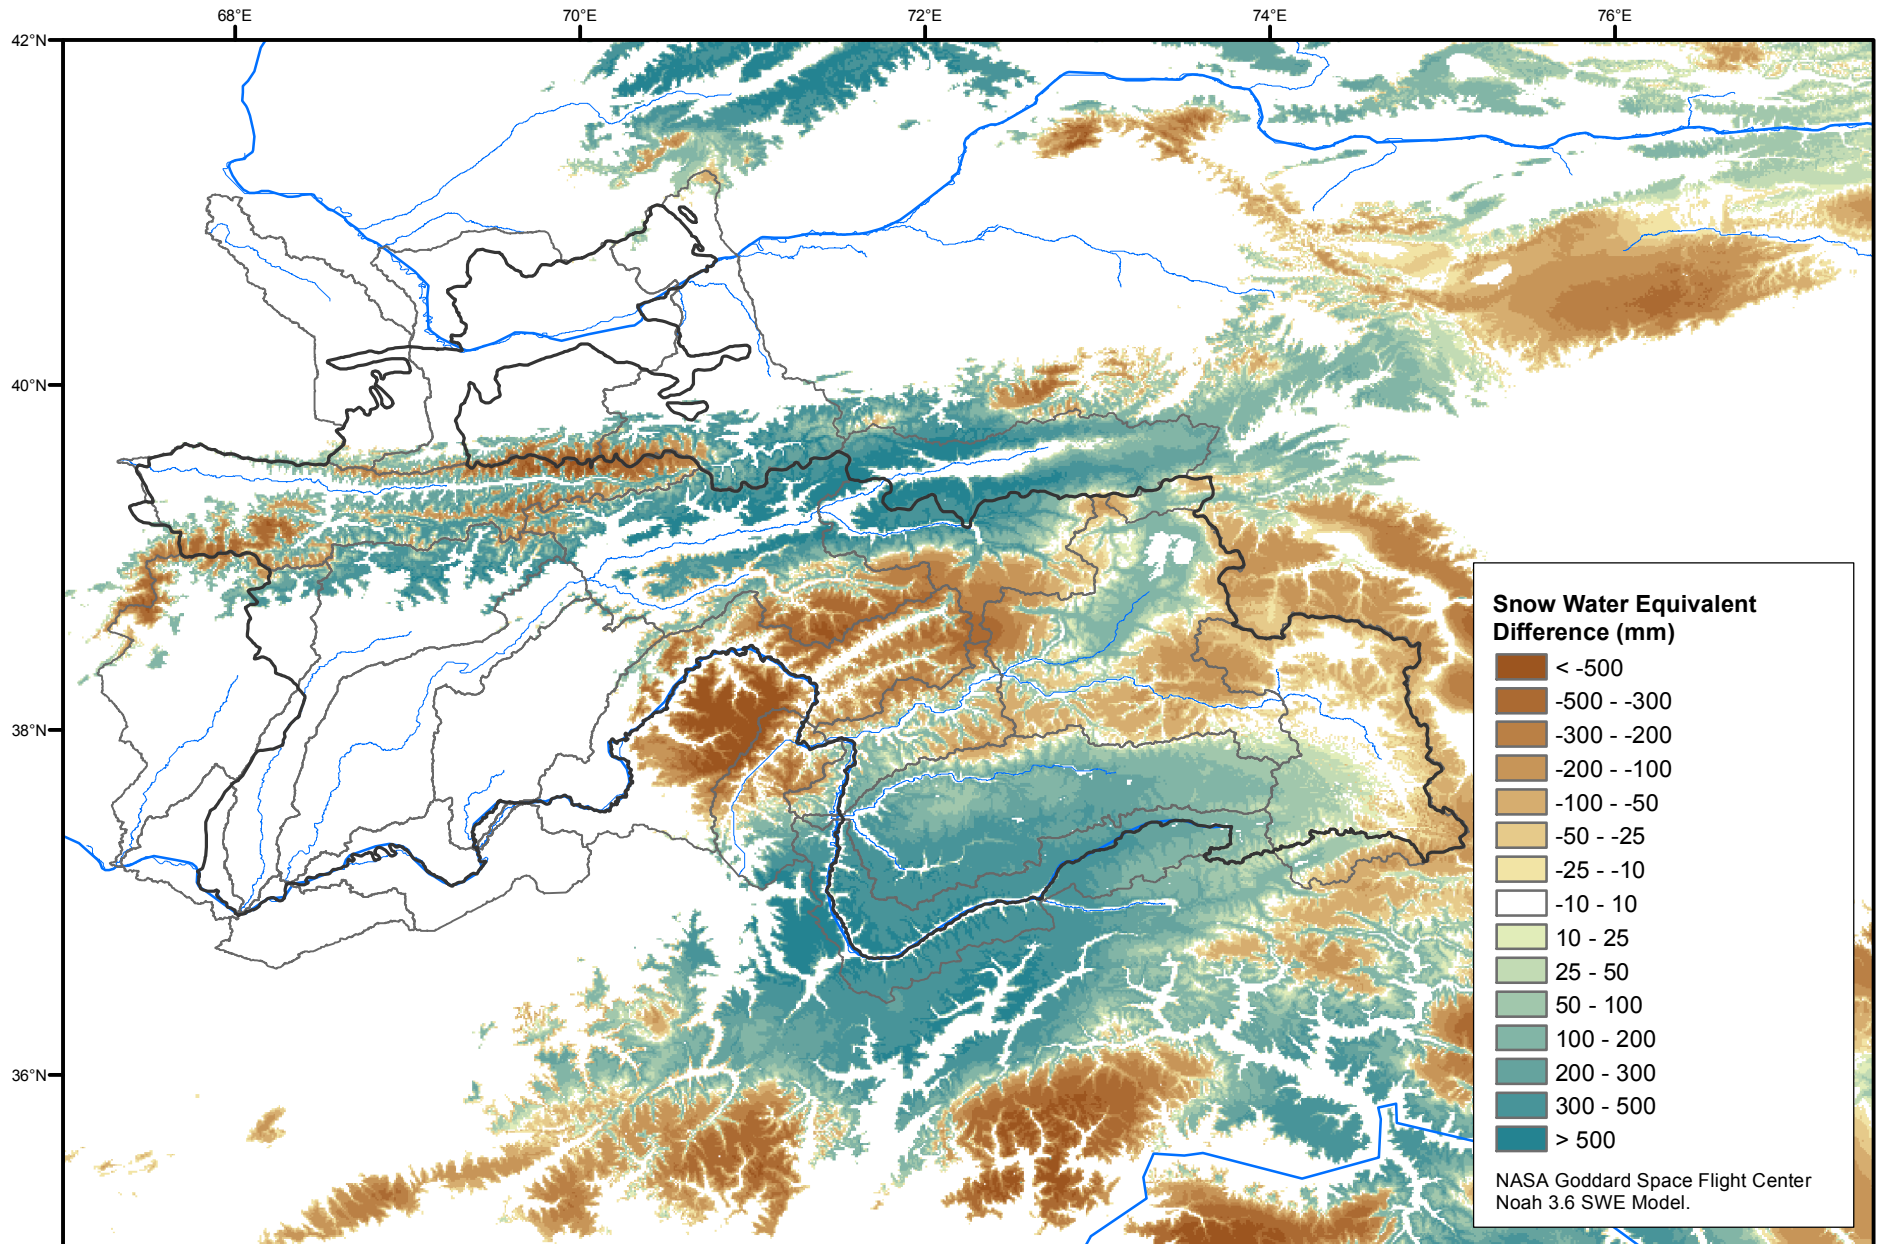 68°E 70°E 72°E 74°E 76°E
42°N
40°N
38°N
36°N
Snow Water Equivalent
Difference (mm)
< -500
-500 - -300
-300 - -200
-200 - -100
-100 - -50
-50 - -25
-25 - -10
-10 - 10
10 - 25
25 - 50
50 - 100
100 - 200
200 - 300
300 - 500
> 500
NASA Goddard Space Flight Center
Noah 3.6 SWE Model.